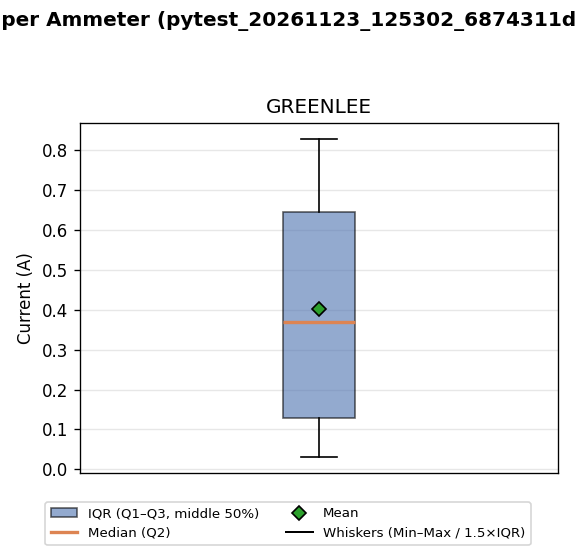 per Ammeter (pytest_20261123_125302_6874311d
GREENLEE
0.8
0.7
0.6
0.5
0.4
0.3
0.2
0.1
0.0
Current (A)
IQR (Q1–Q3, middle 50%)
Median (Q2)
Mean
Whiskers (Min–Max / 1.5×IQR)